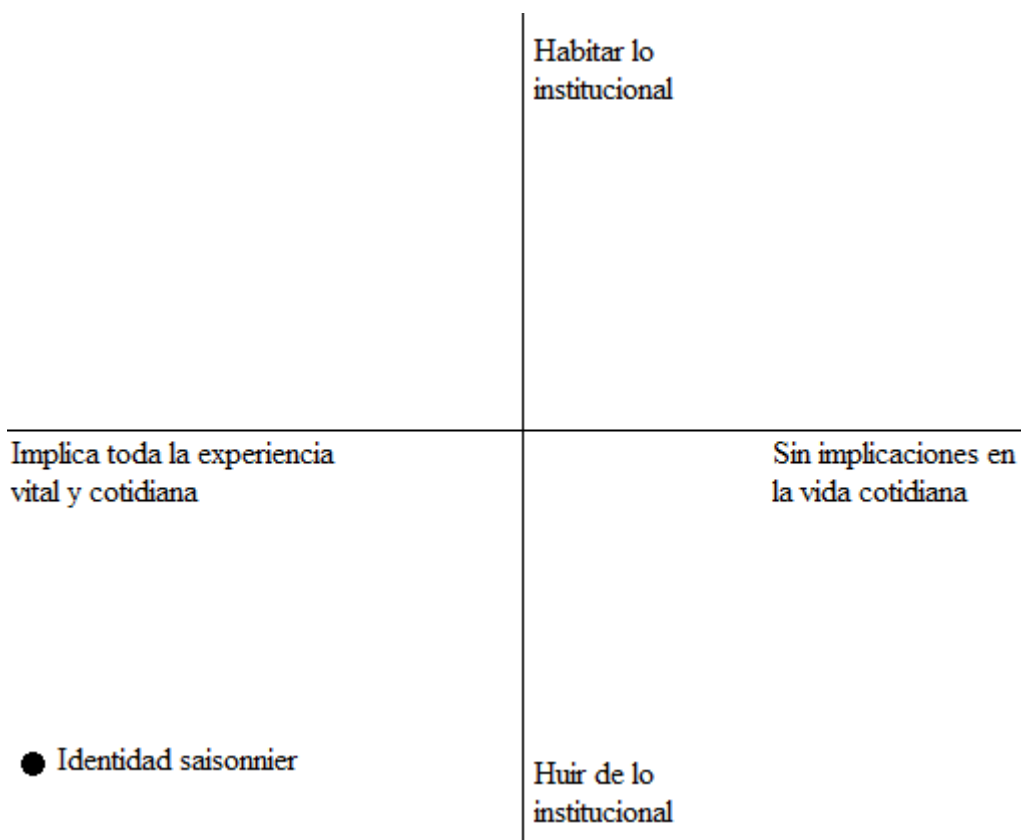 Habitar lo
institucional
Implica toda la experiencia
vital y cotidiana
Sin implicaciones en
la vida cotidiana
Identidad saisonnier
Huir de lo
institucional